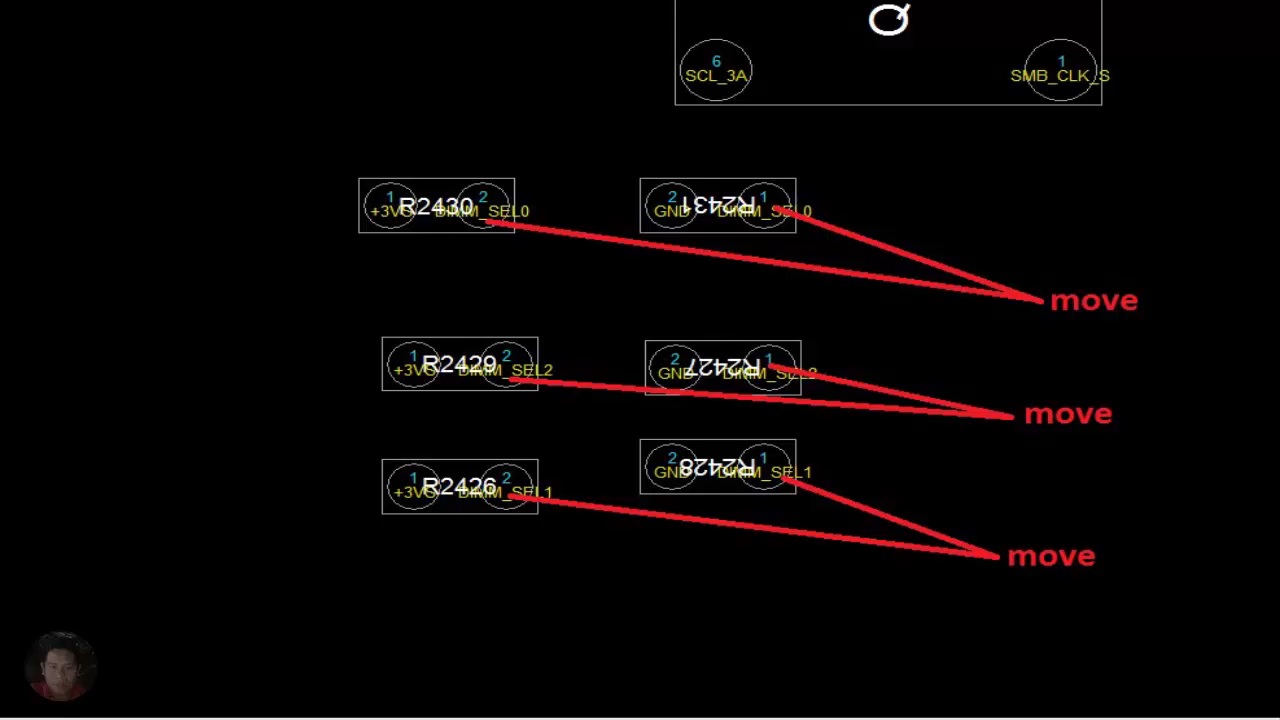 Q
6
SCL_3A
1
SMB_CLK_S
1
+3VS
R2430
2
DIMM_SEL0
2
GND
R2431
1
DIMM_SEL0
move
1
+3VS
R2429
2
DIMM_SEL2
2
GND
R2427
1
DIMM_SEL2
move
1
+3VS
R2426
2
DIMM_SEL1
2
GND
R2428
1
DIMM_SEL1
move